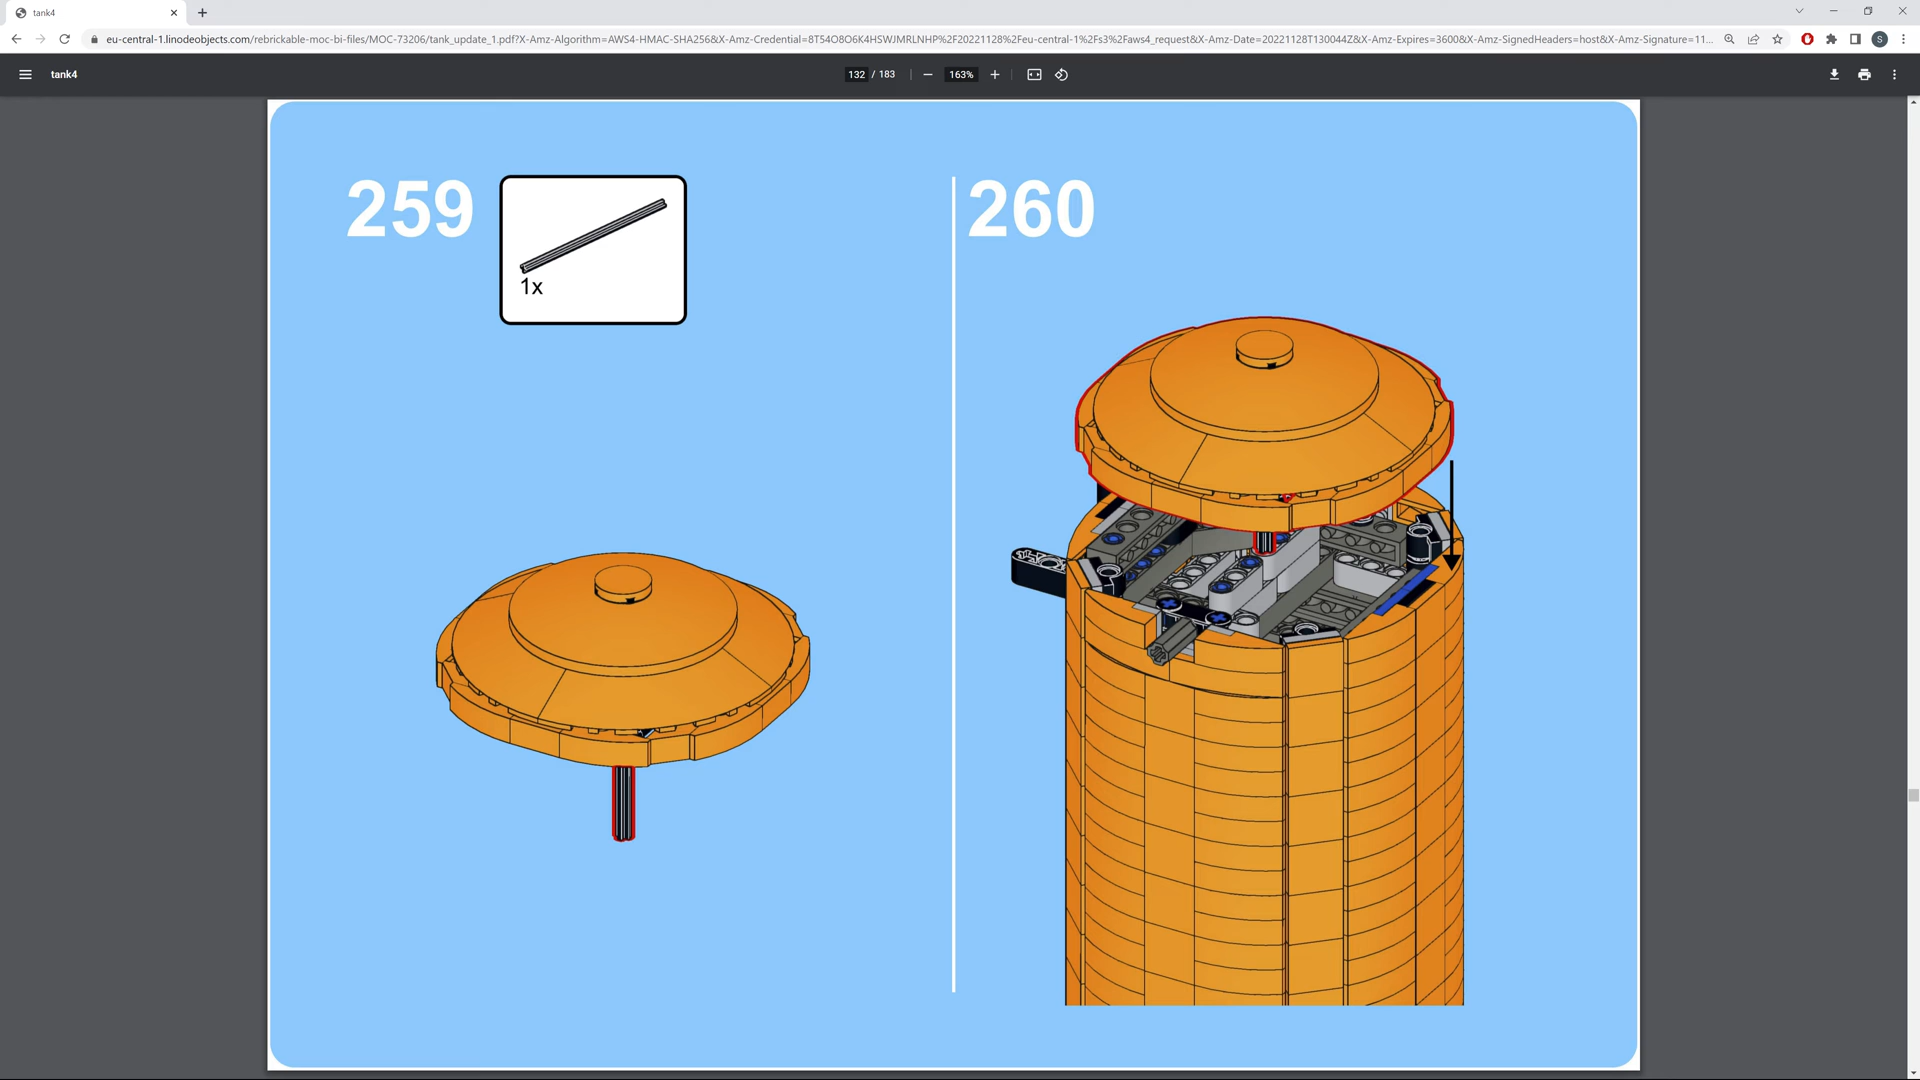 tank4
eu-central-1.linodeobjects.com/rebrickable-moc-bi-files/MOC-73206/tank_update_1.pdf?X-Amz-Algorithm=AWS4-HMAC-SHA256&X-Amz-Credential=8T54O8O6K4HSWJMRLNHP%2F20221128%2Feu-central-1%2Fs3%2Faws4_request&X-Amz-Date=20221128T130044Z&X-Amz-Expires=3600&X-Amz-SignedHeaders=host&X-Amz-Signature=11...
S
tank4
132 / 183
163%
259
1x
260